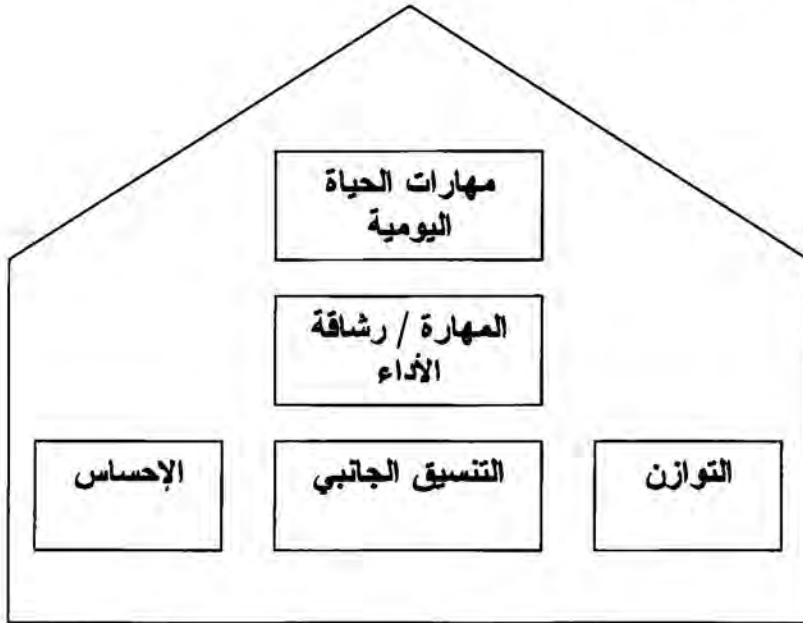 مهارات الحياة
اليومية
المهارة / رشاقة
الأداء
التوازن
التنسيق الجانبي
الإحساس